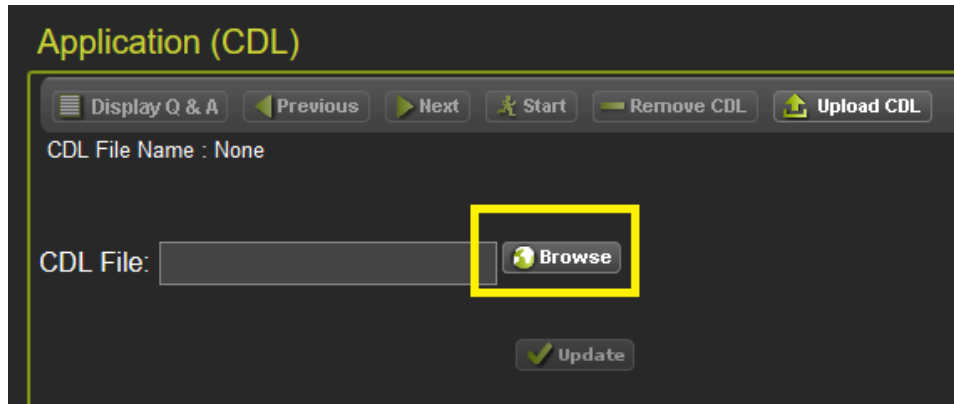 Application (CDL)
Display Q & A Previous Next Start Remove CDL Upload CDL
CDL File Name : None
CDL File: Browse
Update